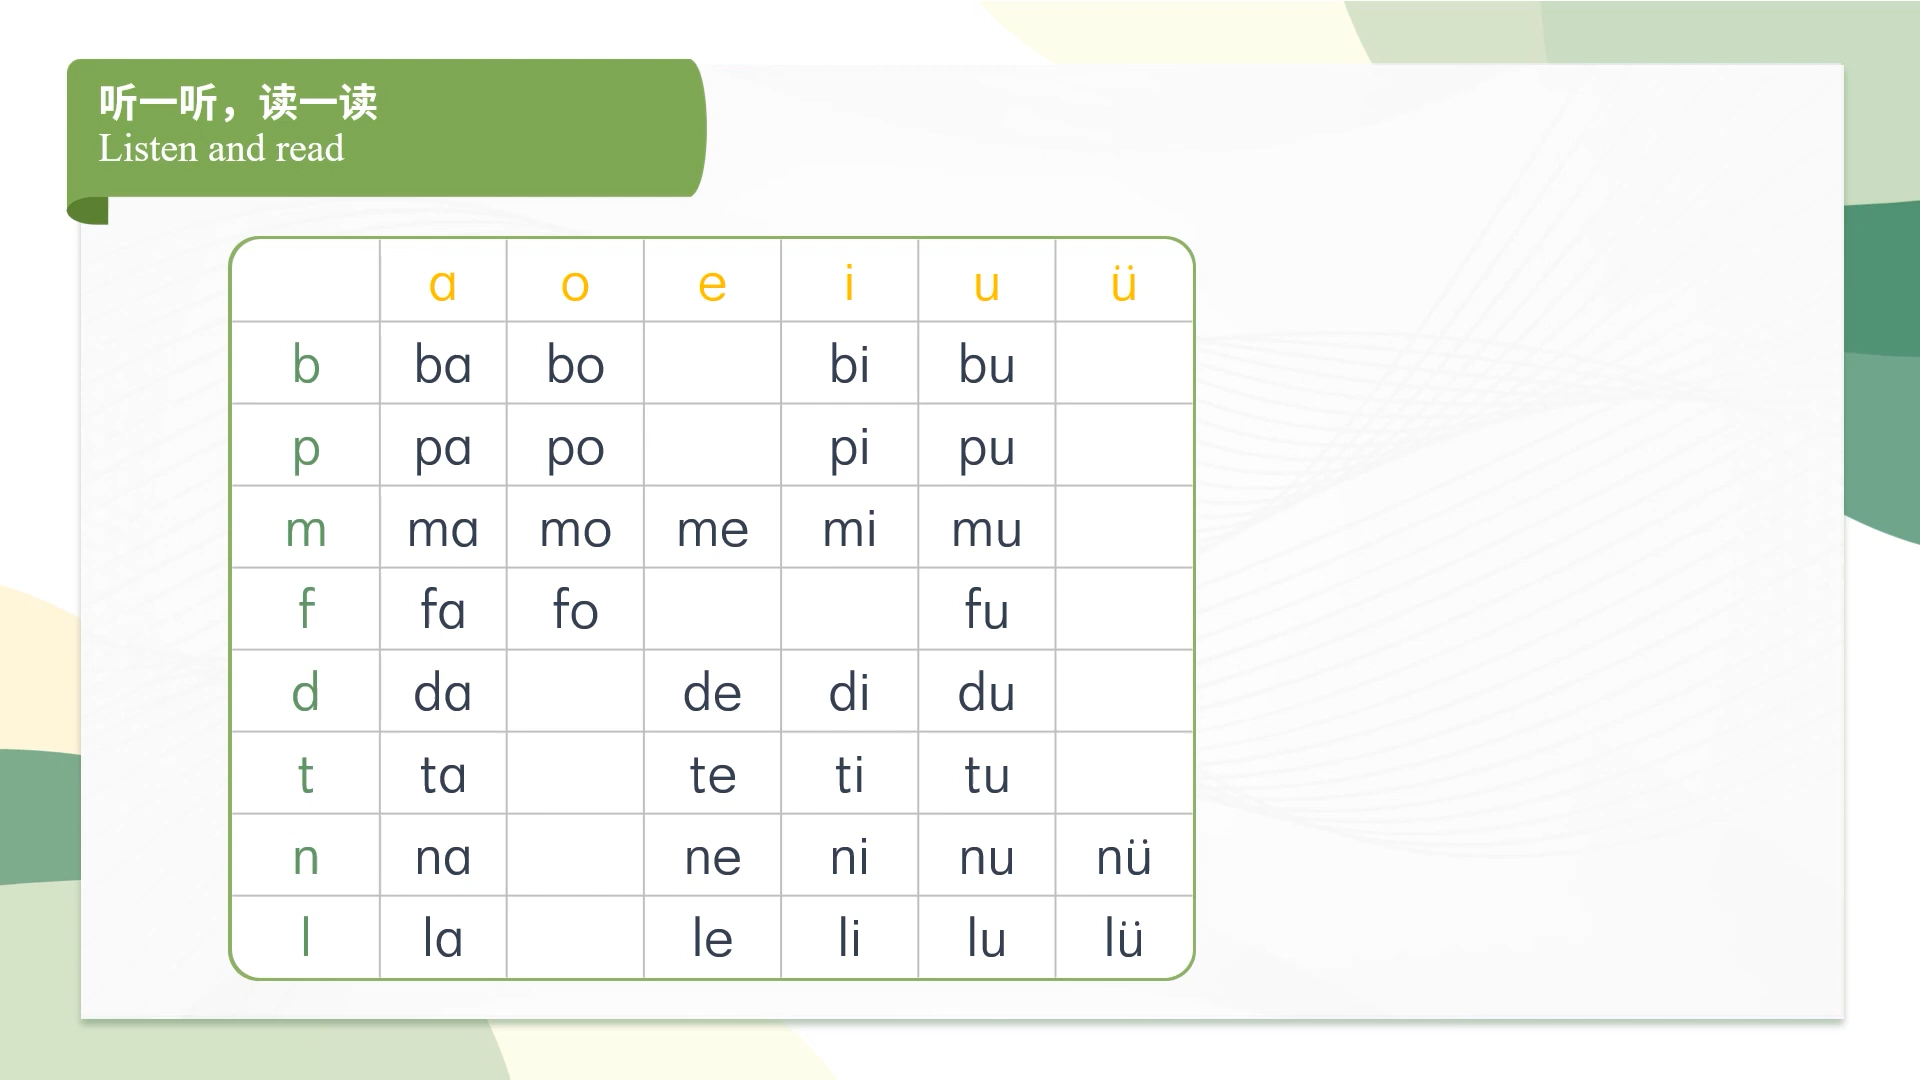 听一听，读一读
Listen and read
a o e i u ü
b ba bo bi bu
p pa po pi pu
m ma mo me mi mu
f fa fo fu
d da de di du
t ta te ti tu
n na ne ni nu nü
l la le li lu lü